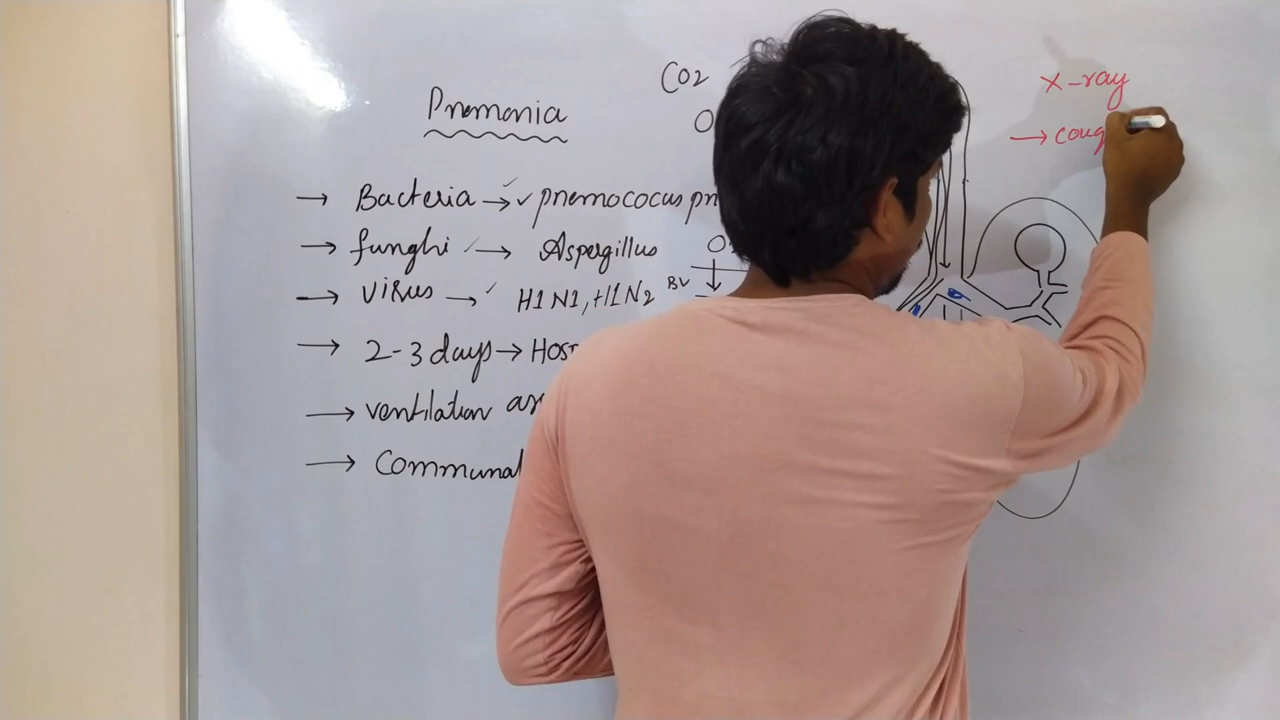 Pnemonia
→ Bacteria → ✓ pnemococus pn
→ funghi ✓ → Aspergillus
→ virus → ✓ H1N1, H1N2
→ 2-3 days → Hos
→ ventilation
→ Communal
CO2
O
BV
X-ray
→ coug